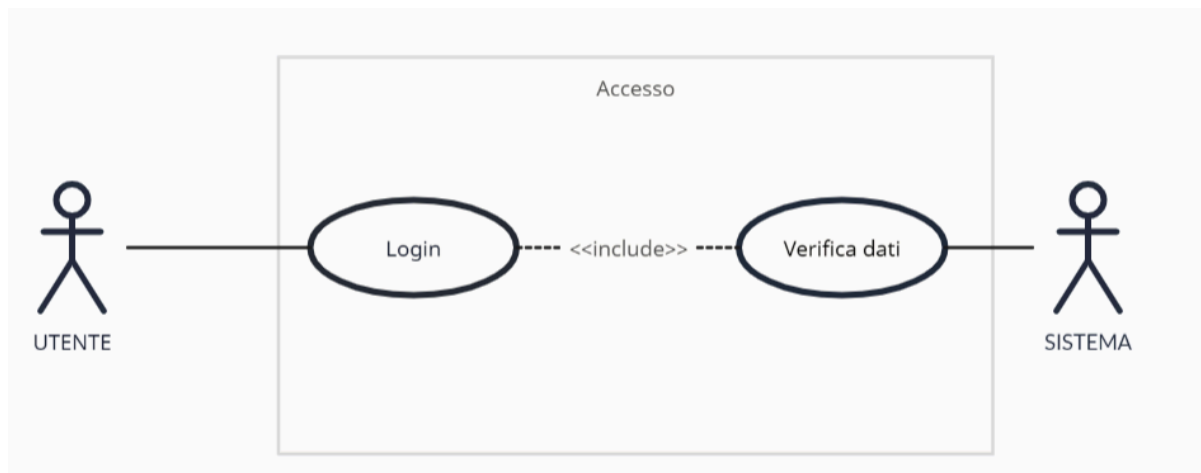 Accesso
Login
<<include>>
Verifica dati
UTENTE
SISTEMA